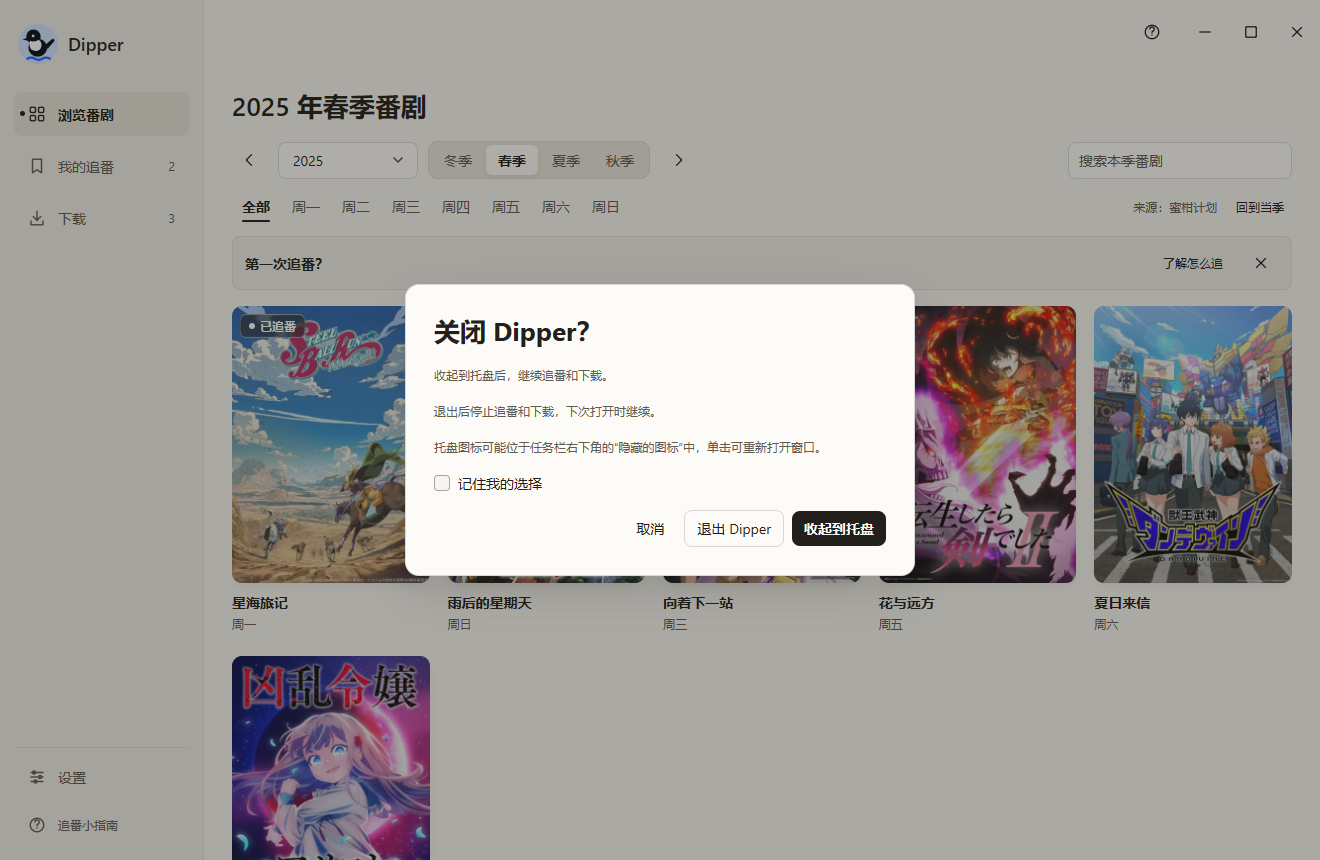 Dipper
浏览番剧
我的追番 2
下载 3
设置
追番小指南
2025 年春季番剧
2025 冬季 春季 夏季 秋季 搜索本季番剧
全部 周一 周二 周三 周四 周五 周六 周日 来源：蜜柑计划 回到当季
第一次追番？ 了解怎么追
已追番
STEEL
BALL RUN
关闭 Dipper？
收起到托盘后，继续追番和下载。
退出后停止追番和下载，下次打开时继续。
托盘图标可能位于任务栏右下角的“隐藏的图标”中，单击可重新打开窗口。
记住我的选择
取消 退出 Dipper 收起到托盘
転生したら
剣でした II
獣王武神
タンデヴァイン
星海旅记
周一
雨后的星期天
周日
向着下一站
周三
花与远方
周五
夏日来信
周六
凶乱令嬢